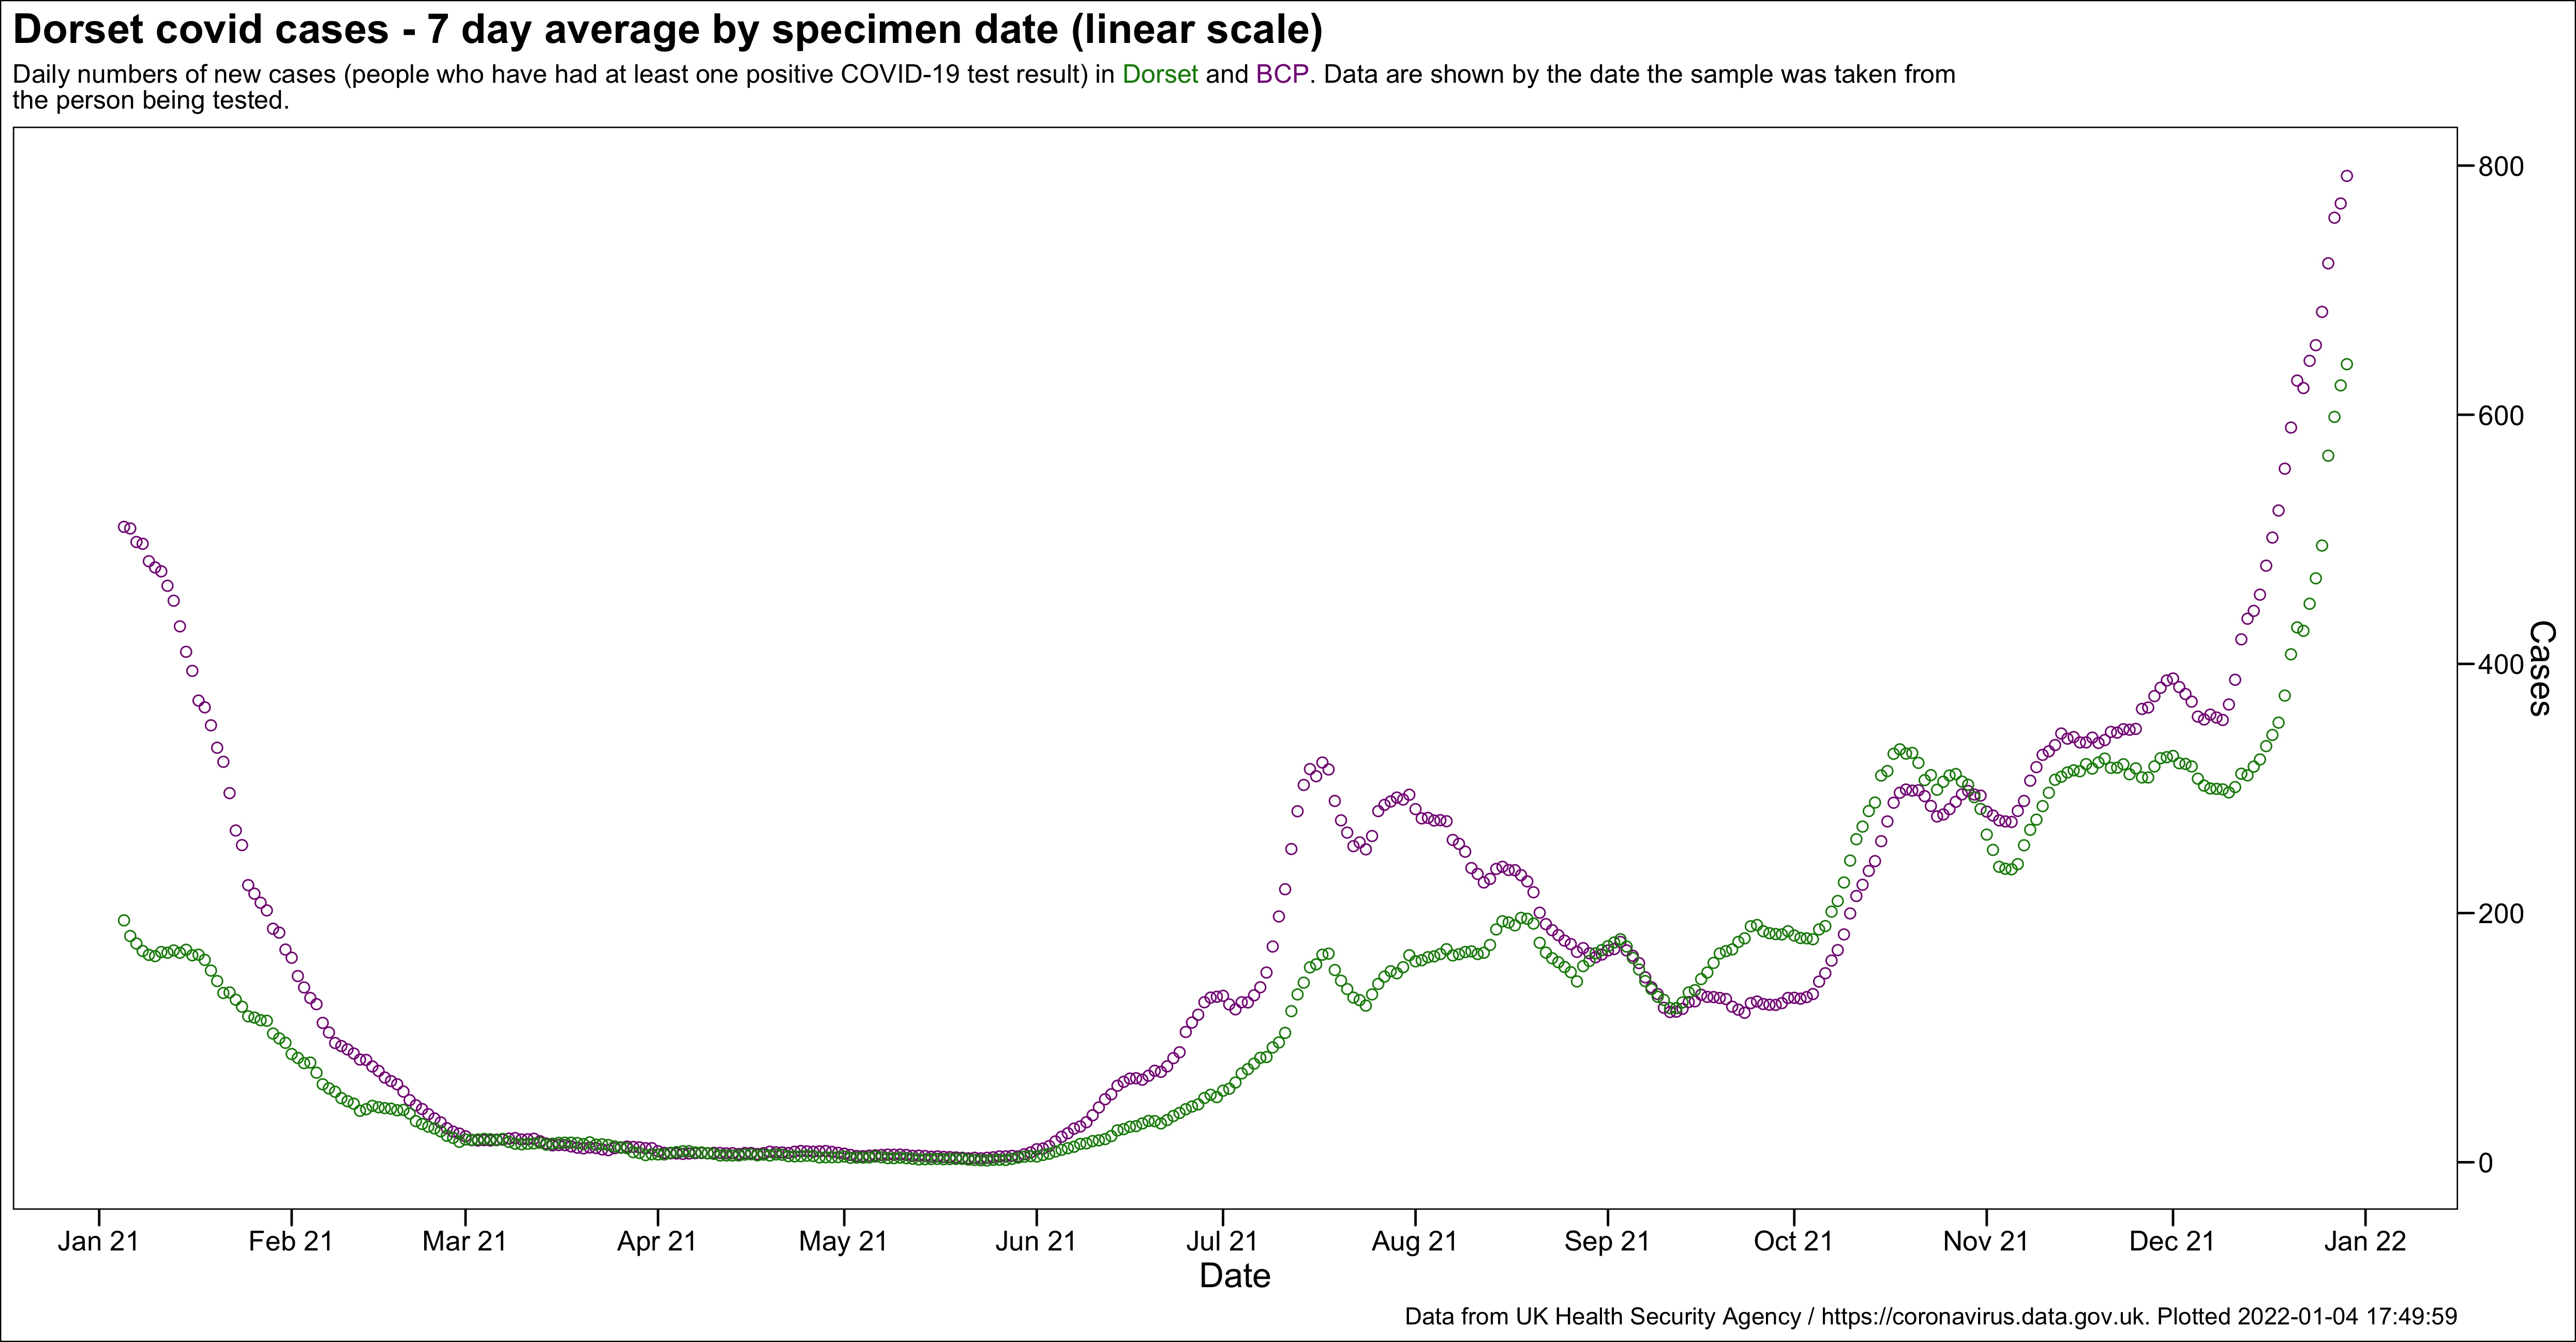 Dorset covid cases - 7 day average by specimen date (linear scale)
Daily numbers of new cases (people who have had at least one positive COVID-19 test result) in Dorset and BCP. Data are shown by the date the sample was taken from
the person being tested.
800
600
400
200
0
Cases
Jan 21
Feb 21
Mar 21
Apr 21
May 21
Jun 21
Jul 21
Aug 21
Sep 21
Oct 21
Nov 21
Dec 21
Jan 22
Date
Data from UK Health Security Agency / https://coronavirus.data.gov.uk. Plotted 2022-01-04 17:49:59